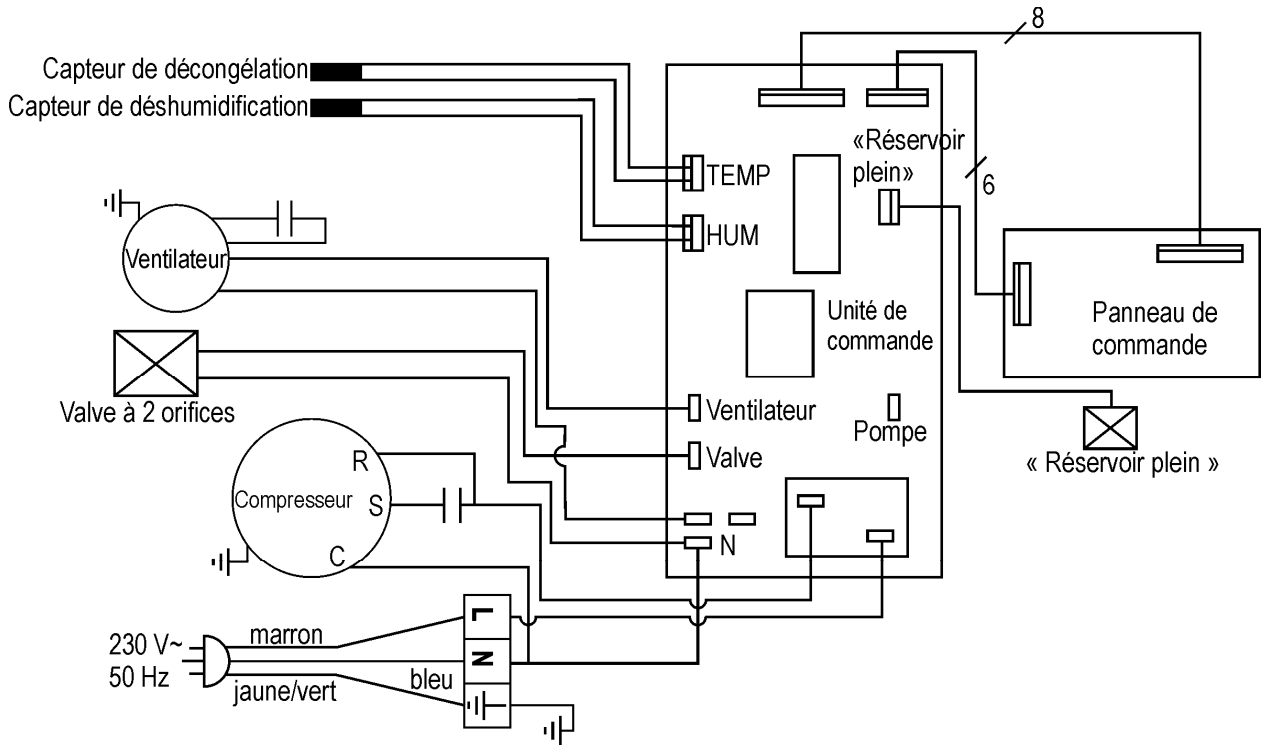 8
Capteur de décongélation
Capteur de déshumidification
«Réservoir
plein»
TEMP
6
HUM
Ventilateur
Unité de
commande
Panneau de
commande
Valve à 2 orifices
Ventilateur
Pompe
Valve
« Réservoir plein »
R
Compresseur
S
C
N
L
230 V~
marron
N
50 Hz
bleu
jaune/vert